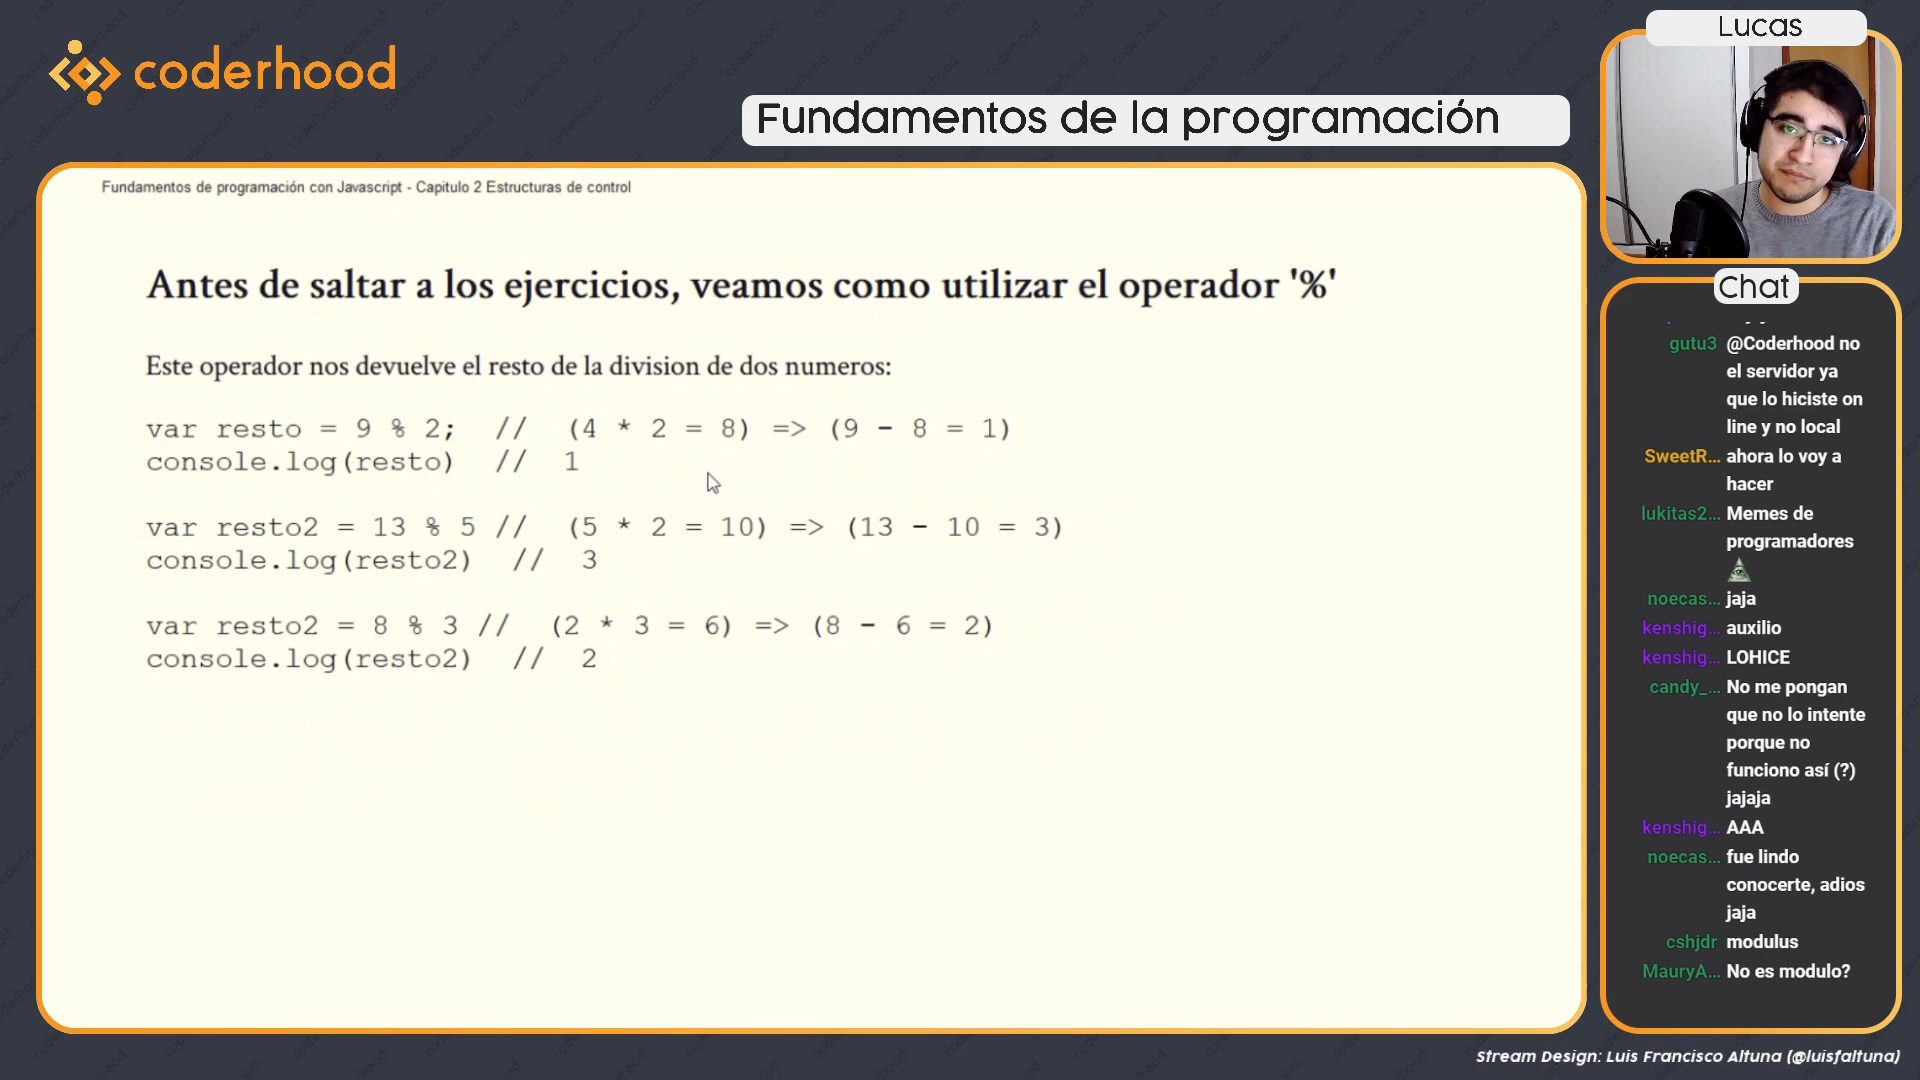 coderhood
Fundamentos de la programación
Lucas
Fundamentos de programación con Javascript - Capitulo 2 Estructuras de control
Antes de saltar a los ejercicios, veamos como utilizar el operador '%'
Este operador nos devuelve el resto de la division de dos numeros:
var resto = 9 % 2;  //  (4 * 2 = 8) => (9 - 8 = 1)
console.log(resto)  //  1
var resto2 = 13 % 5 //  (5 * 2 = 10) => (13 - 10 = 3)
console.log(resto2)  //  3
var resto2 = 8 % 3 //  (2 * 3 = 6) => (8 - 6 = 2)
console.log(resto2)  //  2
Chat
gutu3 @Coderhood no
el servidor ya
que lo hiciste on
line y no local
SweetR... ahora lo voy a
hacer
lukitas2... Memes de
programadores
noecas... jaja
kenshig... auxilio
kenshig... LOHICE
candy_... No me pongan
que no lo intente
porque no
funciono así (?)
jajaja
kenshig... AAA
noecas... fue lindo
conocerte, adios
jaja
cshjdr modulus
MauryA... No es modulo?
Stream Design: Luis Francisco Altuna (@luisfaltuna)